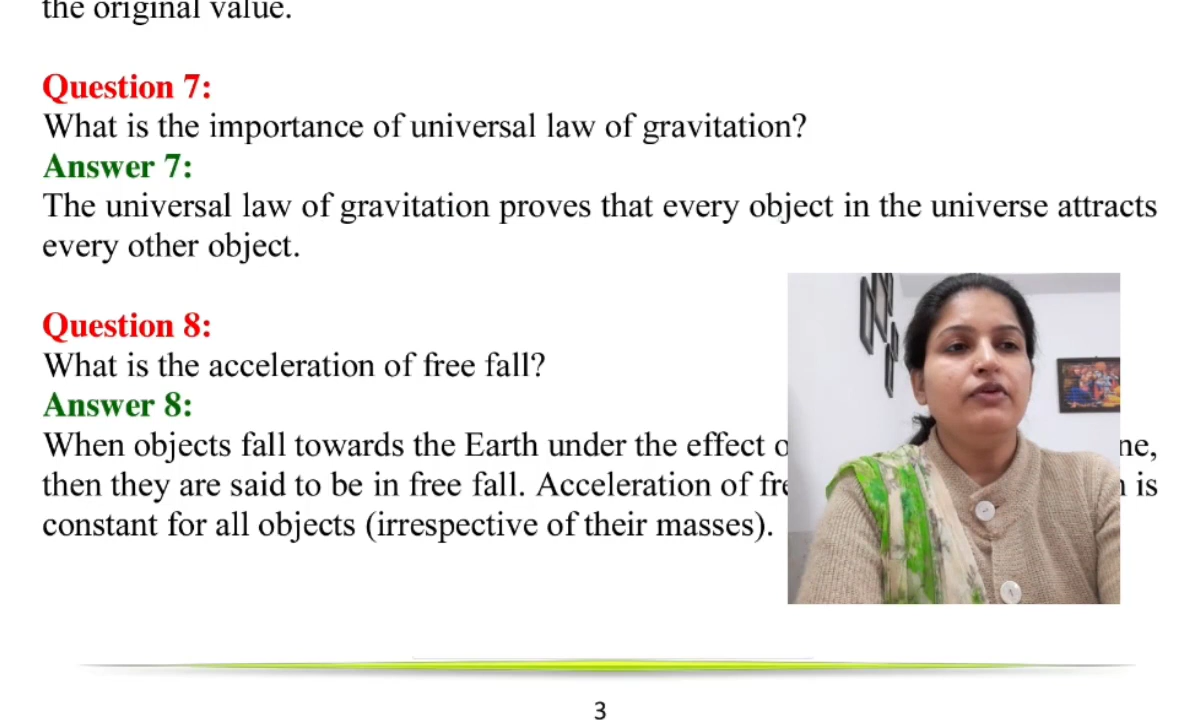 the original value.
Question 7:
What is the importance of universal law of gravitation?
Answer 7:
The universal law of gravitation proves that every object in the universe attracts
every other object.
Question 8:
What is the acceleration of free fall?
Answer 8:
When objects fall towards the Earth under the effect
then they are said to be in free fall. Acceleration of is
constant for all objects (irrespective of their masses).
3